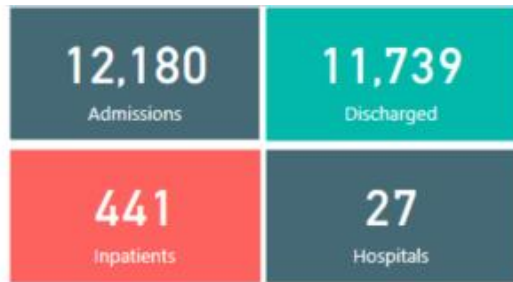 12,180
Admissions
11,739
Discharged
441
Inpatients
27
Hospitals